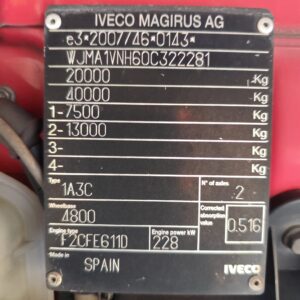 IVECO MAGIRUS AG
e3*2007/46*0143*
WJMA1VNH60C322281
20000 Kg
40000 Kg
1- 7500 Kg
2- 13000 Kg
3- Kg
4- Kg
Type N° of axles
1A3C 2
Wheelbase Corrected absorption value
4800 0.516
Engine type Engine power kW
F2CFE611D 228
Made in
SPAIN IVECO